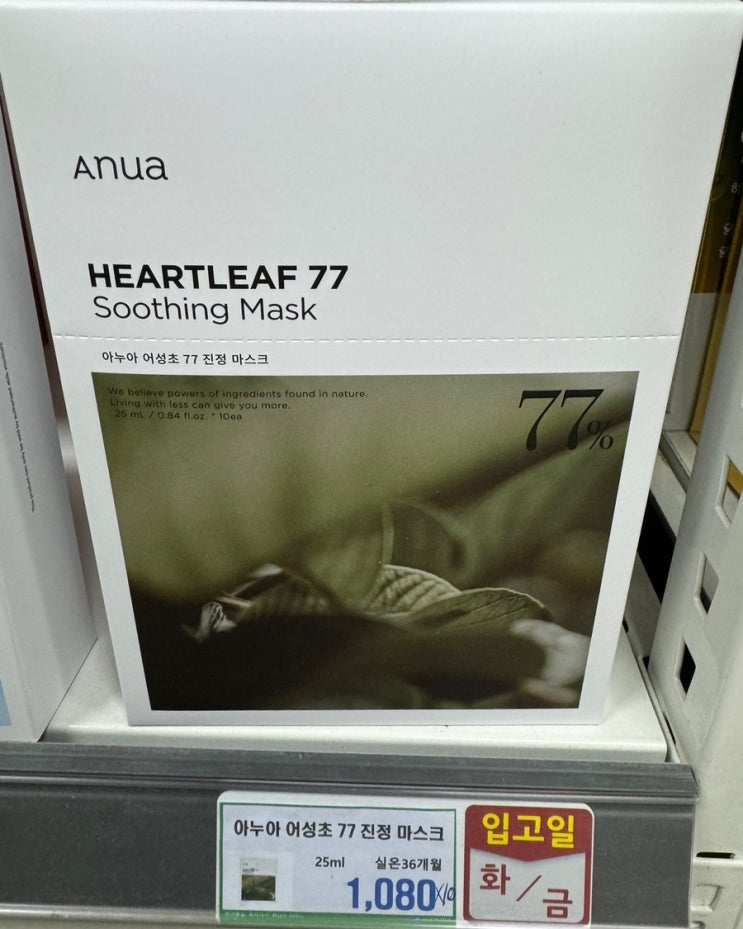 Anua
HEARTLEAF 77
Soothing Mask
아누아 어성초 77 진정 마스크
We believe powers of ingredients found in nature.
Living with less can give you more.
25 mL / 0.84 fl.oz. * 10ea
77%
아누아 어성초 77 진정 마스크
25ml 실온36개월
1,080 x10
입고일
화 / 금